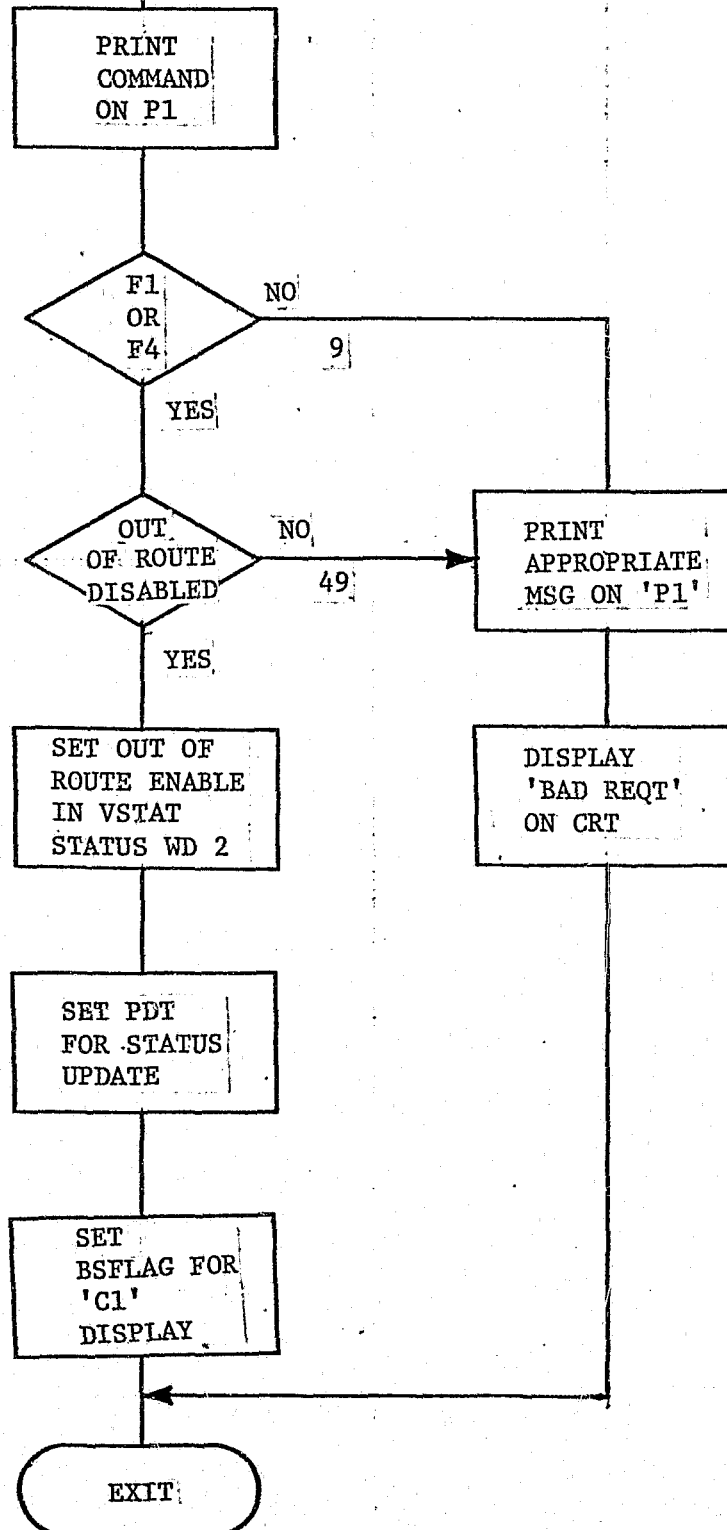 PRINT
COMMAND
ON P1
F1
OR
F4
NO
9
YES
OUT
OF ROUTE
DISABLED
NO
49
YES
PRINT
APPROPRIATE
MSG ON 'P1'
SET OUT OF
ROUTE ENABLE
IN VSTAT
STATUS WD 2
DISPLAY
'BAD REQT'
ON CRT
SET PDT
FOR STATUS
UPDATE
SET
BSFLAG FOR
'C1'
DISPLAY
EXIT